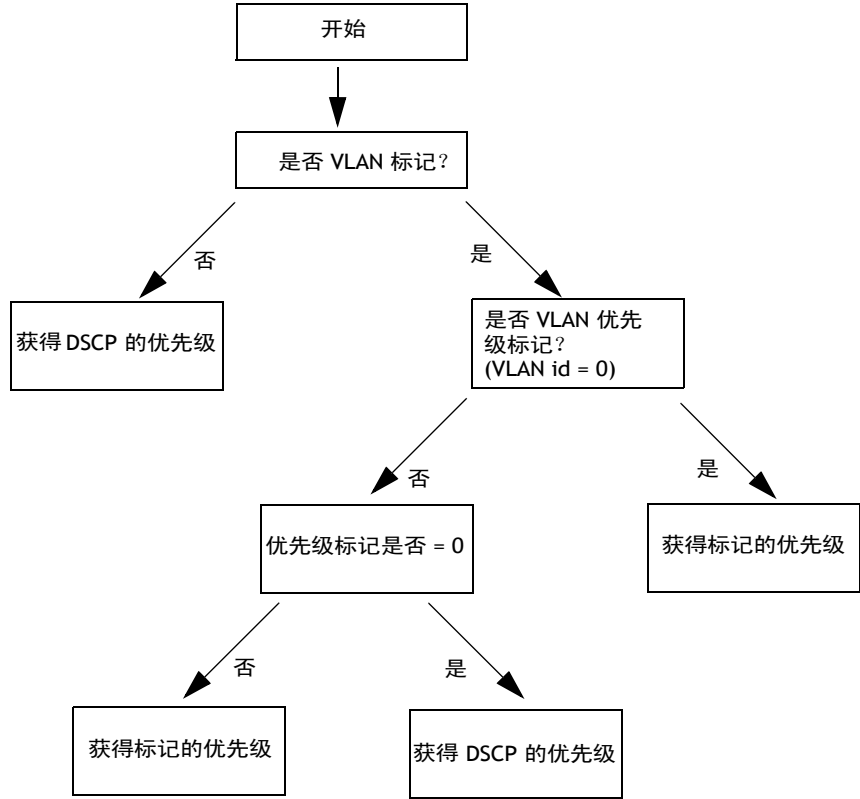 开始
是否 VLAN 标记？
否
是
获得 DSCP 的优先级
是否 VLAN 优先
级标记？
(VLAN id = 0)
否
是
优先级标记是否 = 0
获得标记的优先级
否
是
获得标记的优先级
获得 DSCP 的优先级